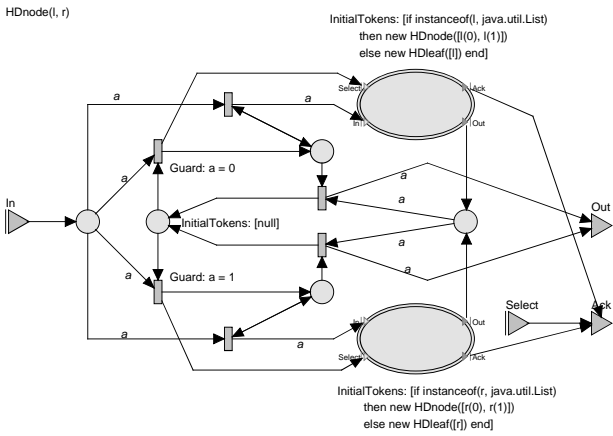 HDnode(l, r)
InitialTokens: [if instanceof(l, java.util.List)
then new HDnode([l(0), l(1)])
else new HDleaf([l]) end]
Select
Ack
a
a
In
Out
a
Guard: a = 0
a
In
InitialTokens: [null]
a
Out
a
a
Guard: a = 1
a
Select
Ack
a
a
In
Out
Select
Ack
InitialTokens: [if instanceof(r, java.util.List)
then new HDnode([r(0), r(1)])
else new HDleaf([r]) end]